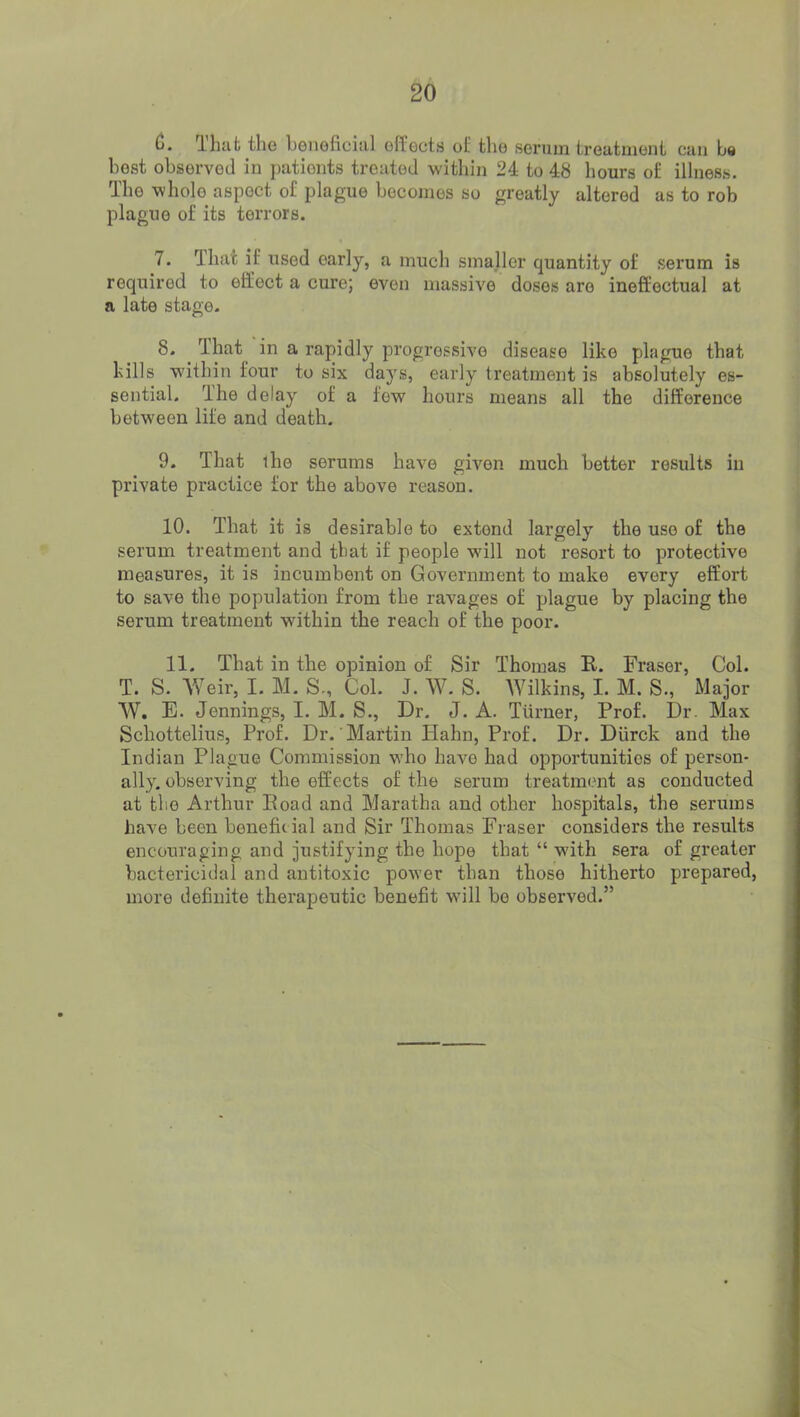 20
6. That the beneficial effects of the serum treatment can be
best observed in patients treated within 24 to 48 hours of illness.
The whole aspect of plague becomes so greatly altered as to rob
plague of its terrors.
7. That if used early, a much smaller quantity of serum is
required to effect a cure; even massive doses are ineffectual at
a late stage.
8. That in a rapidly progressive disease like plague that
kills within four to six days, early treatment is absolutely es-
sential. The delay of a few hours means all the difference
between life and death.
9. That the serums have given much better results in
private practice for the above reason.
10. That it is desirable to extend largely the use of the
serum treatment and that if people will not resort to protective
measures, it is incumbent on Government to make every effort
to save the population from the ravages of plague by placing the
serum treatment within the reach of the poor.
11. That in the opinion of Sir Thomas R. Fraser, Col.
T. S. Weir, I. M. S., Col. J. W. S. Wilkins, I. M. S., Major
W. E. Jennings, I. M. S., Dr. J. A. Türner, Prof. Dr. Max
Schottelius, Prof. Dr. Martin Hahn, Prof. Dr. Dürck and the
Indian Plague Commission who have had opportunities of person-
ally, observing the effects of the serum treatment as conducted
at the Arthur Road and Maratha and other hospitals, the serums
have been beneficial and Sir Thomas Fraser considers the results
encouraging and justifying the hope that “ with sera of greater
bactericidal and antitoxic power than those hitherto prepared,
more definite therapeutic benefit will be observed.”